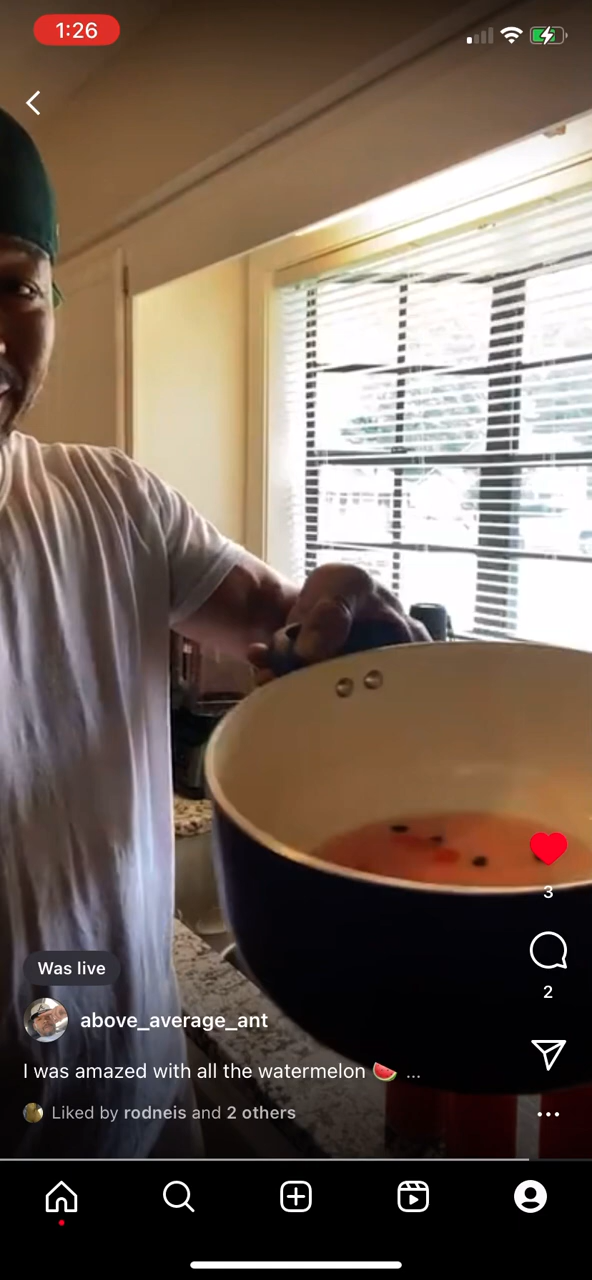 1:26
3
2
Was live
above_average_ant
I was amazed with all the watermelon 🍉 ...
Liked by rodneis and 2 others